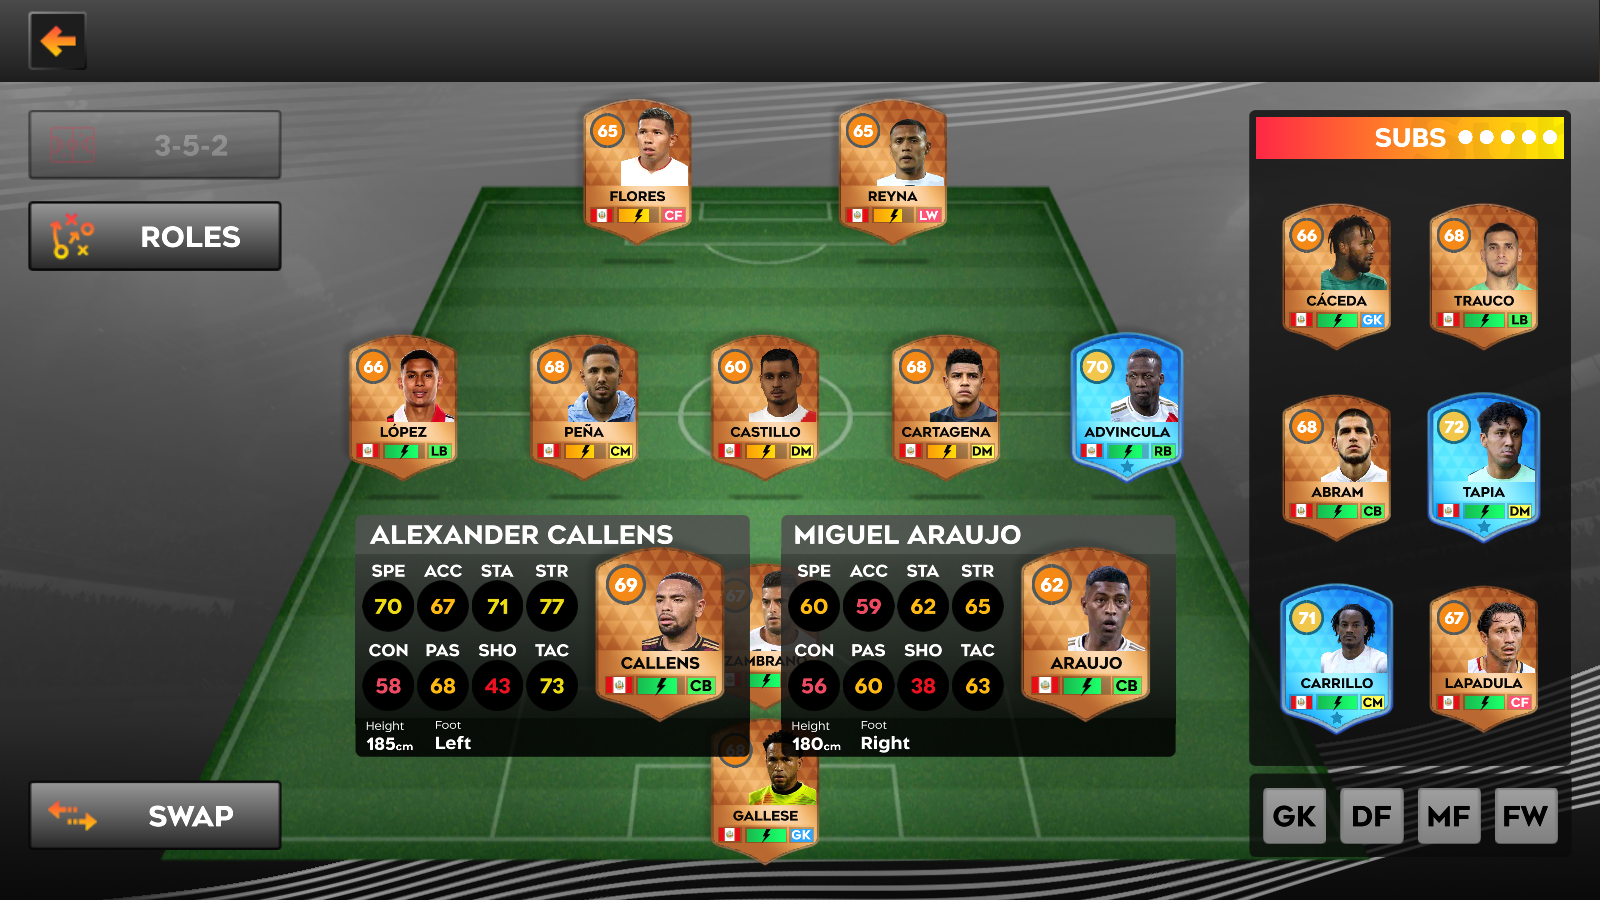 3-5-2
ROLES
SWAP
65
FLORES
CF
65
REYNA
LW
66
LÓPEZ
LB
68
PEÑA
CM
60
CASTILLO
DM
68
CARTAGENA
DM
70
ADVINCULA
RB
ALEXANDER CALLENS
SPE ACC STA STR
70 67 71 77
CON PAS SHO TAC
58 68 43 73
Height Foot
185cm Left
69
CALLENS
CB
67
ZAMBRANO
MIGUEL ARAUJO
SPE ACC STA STR
60 59 62 65
CON PAS SHO TAC
56 60 38 63
Height Foot
180cm Right
62
ARAUJO
CB
68
GALLESE
GK
SUBS
66
CÁCEDA
GK
68
TRAUCO
LB
68
ABRAM
CB
72
TAPIA
DM
71
CARRILLO
CM
67
LAPADULA
CF
GK DF MF FW